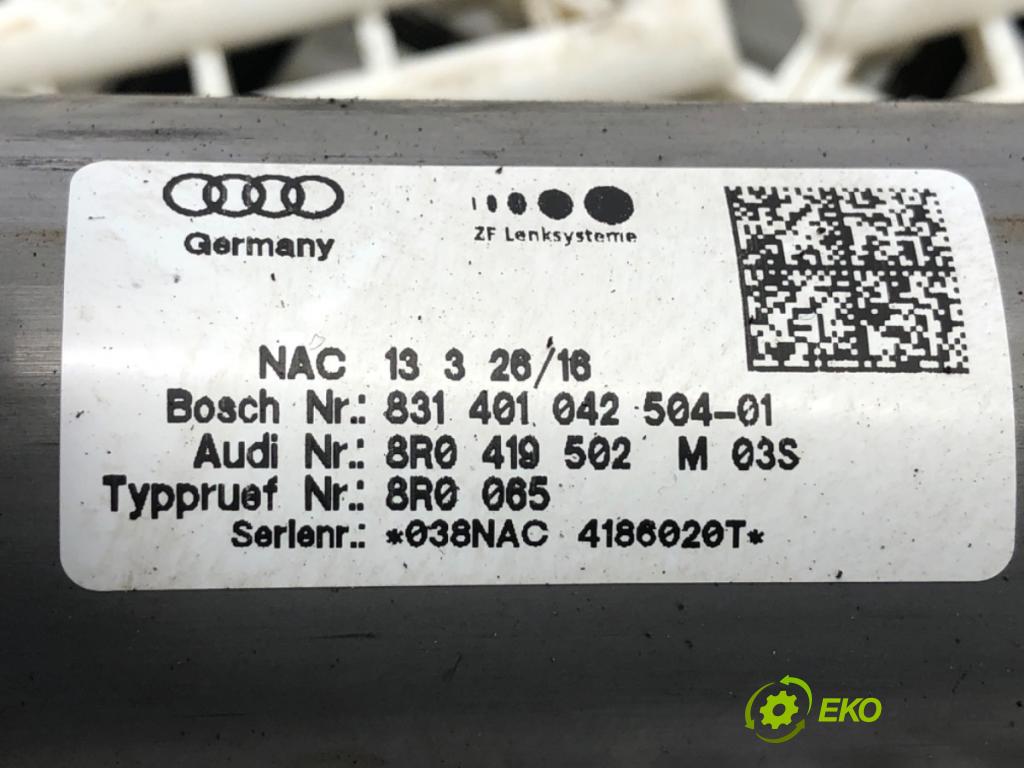 Germany
ZF Lenksysteme
NAC 13 3 26/16
Bosch Nr.: 831 401 042 504-01
Audi Nr.: 8R0 419 502 M 03S
Typpruef Nr.: 8R0 065
Serienr.: *038NAC 4186020T*
EKO